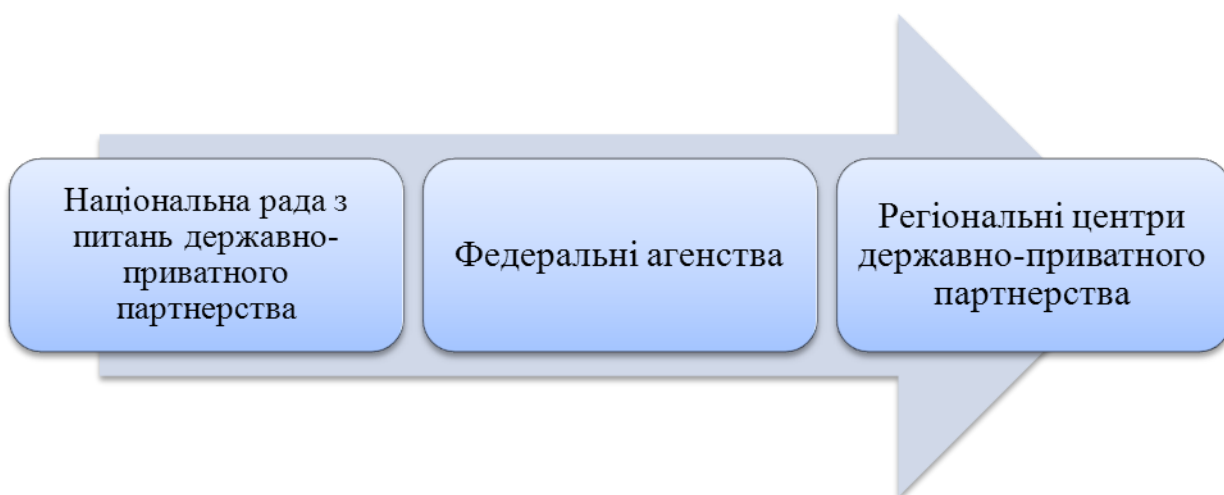 Національна рада з
питань державно-
приватного
партнерства
Федеральні агенства
Регіональні центри
державно-приватного
партнерства